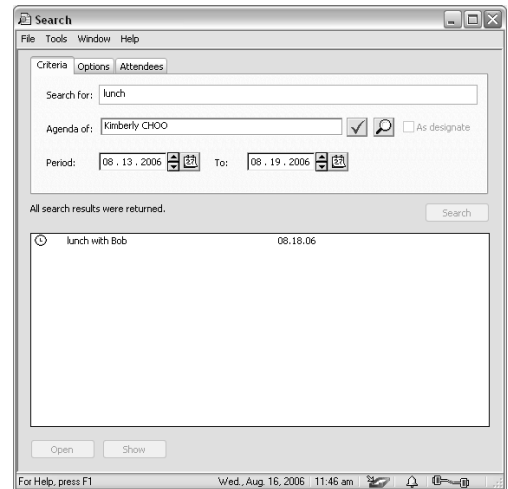 Search
File Tools Window Help
Criteria Options Attendees
Search for: lunch
Agenda of: Kimberly CHOO As designate
Period: 08 . 13 . 2006 To: 08 . 19 . 2006
All search results were returned.
Search
lunch with Bob 08.18.06
Open Show
For Help, press F1 Wed., Aug. 16, 2006 11:46 am